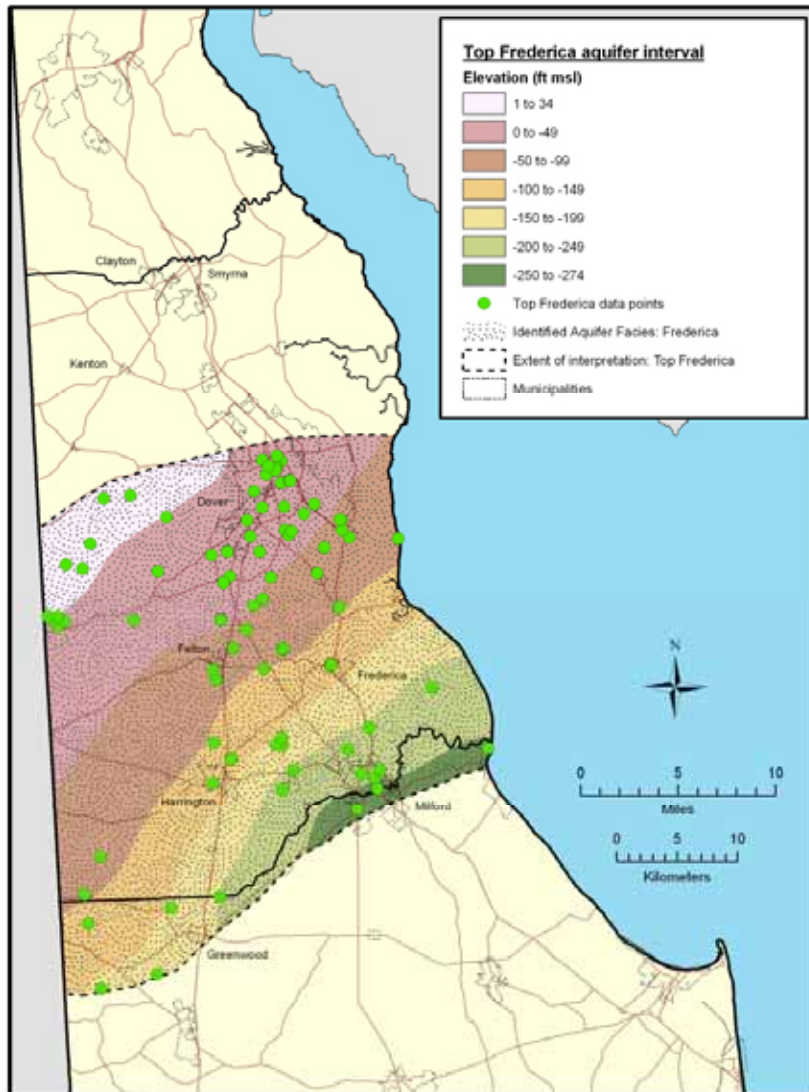 Top Frederica aquifer interval
Elevation (ft msl)
1 to 34
0 to -49
-50 to -99
-100 to -149
-150 to -199
-200 to -249
-250 to -274
Top Frederica data points
Identified Aquifer Facies: Frederica
Extent of interpretation: Top Frederica
Municipalities
Clayton
Smyrna
Kenton
Dover
Felton
Frederica
Harrington
Milford
Greenwood
N
0 5 10
Miles
0 5 10
Kilometers